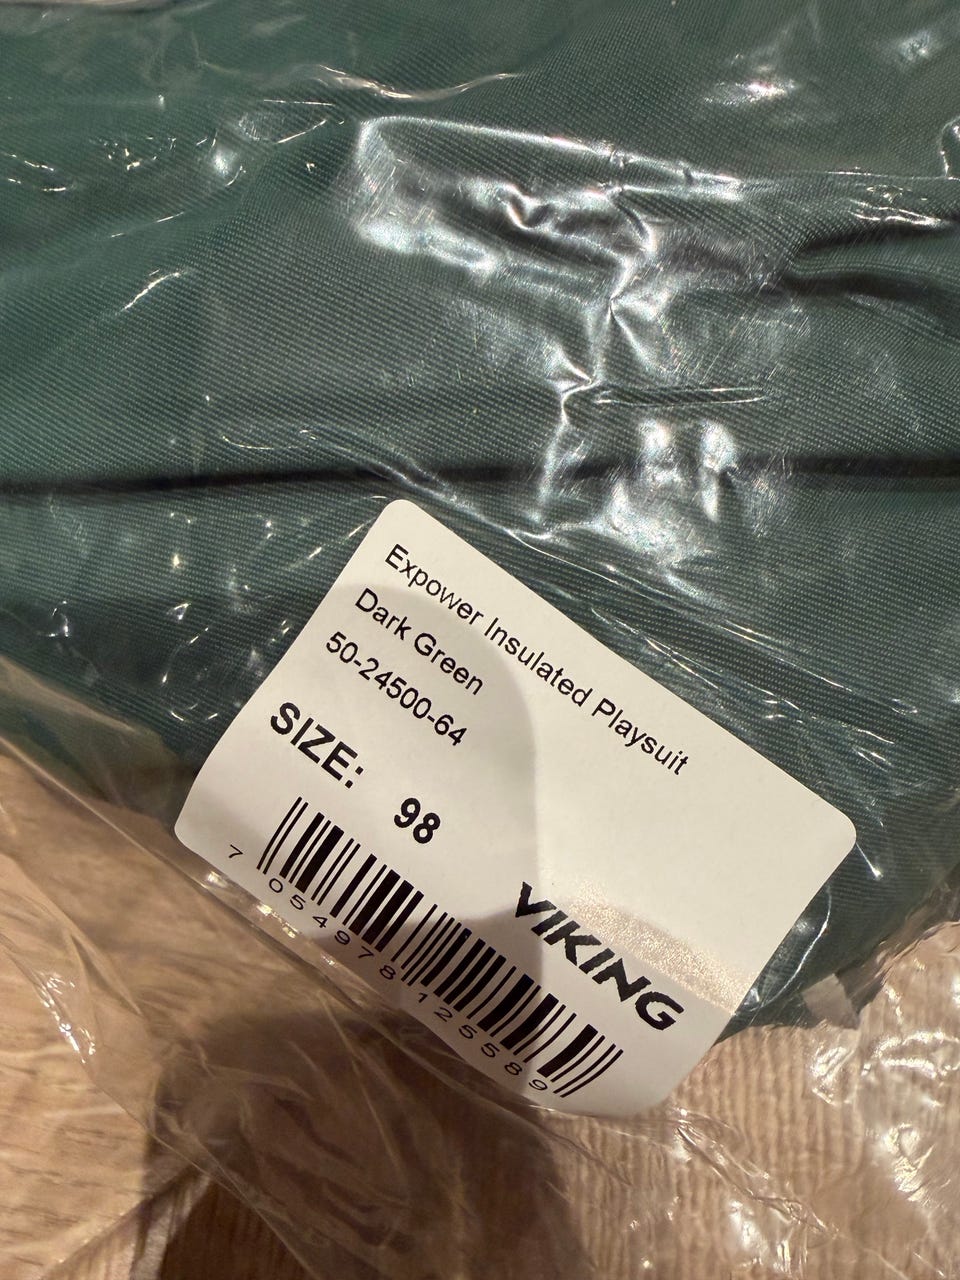 Expower Insulated Playsuit
Dark Green
50-24500-64
SIZE: 98
VIKING
7 054978 125589